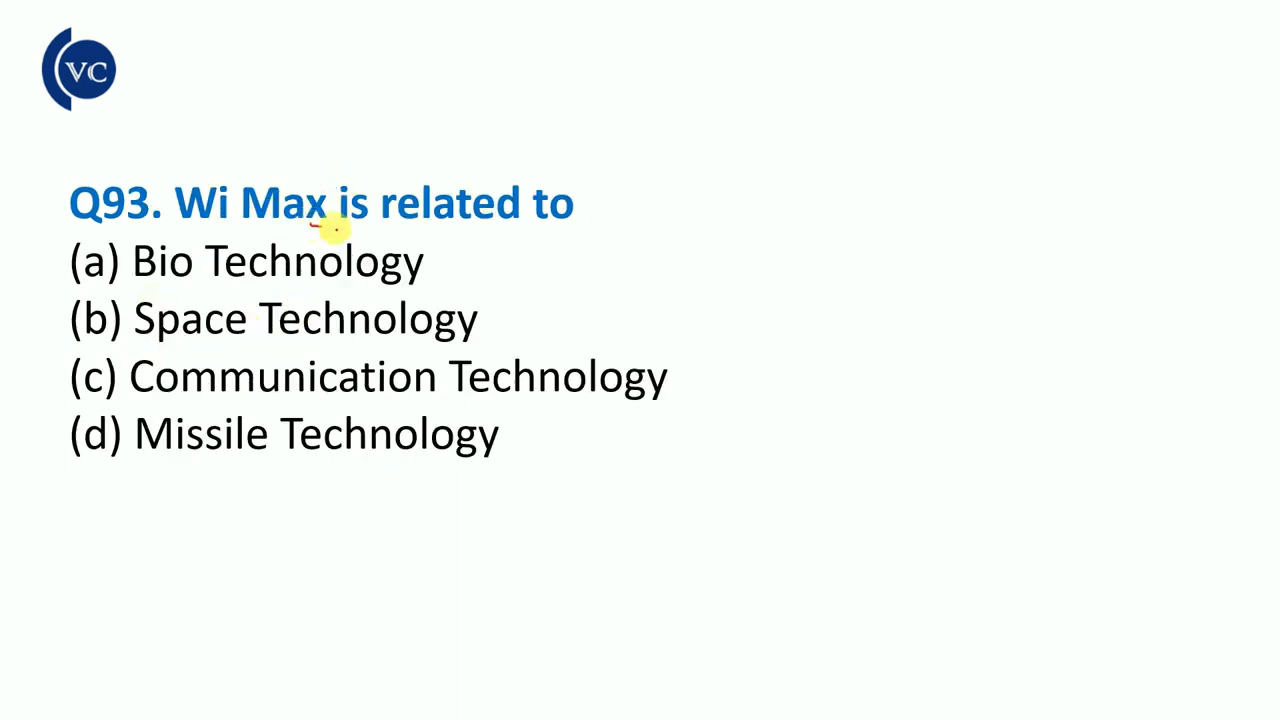 VC
Q93. Wi Max is related to
(a) Bio Technology
(b) Space Technology
(c) Communication Technology
(d) Missile Technology